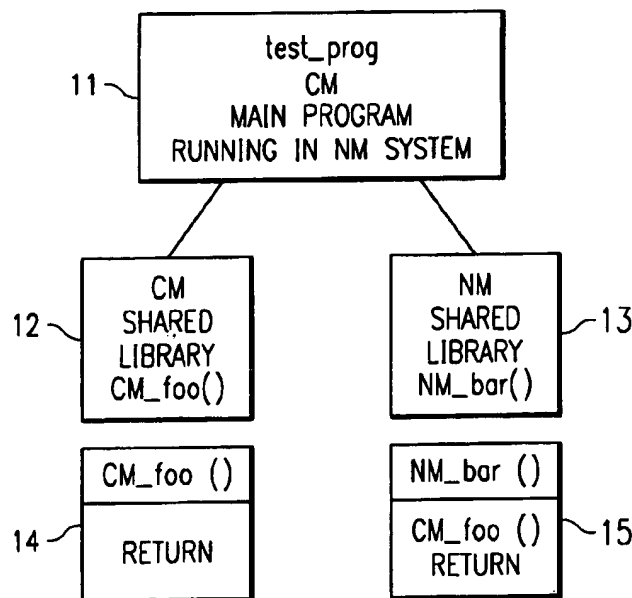 test_prog
CM
MAIN PROGRAM
RUNNING IN NM SYSTEM
11
CM
SHARED
LIBRARY
CM_foo()
12
NM
SHARED
LIBRARY
NM_bar()
13
CM_foo ()
RETURN
14
NM_bar ()
CM_foo ()
RETURN
15